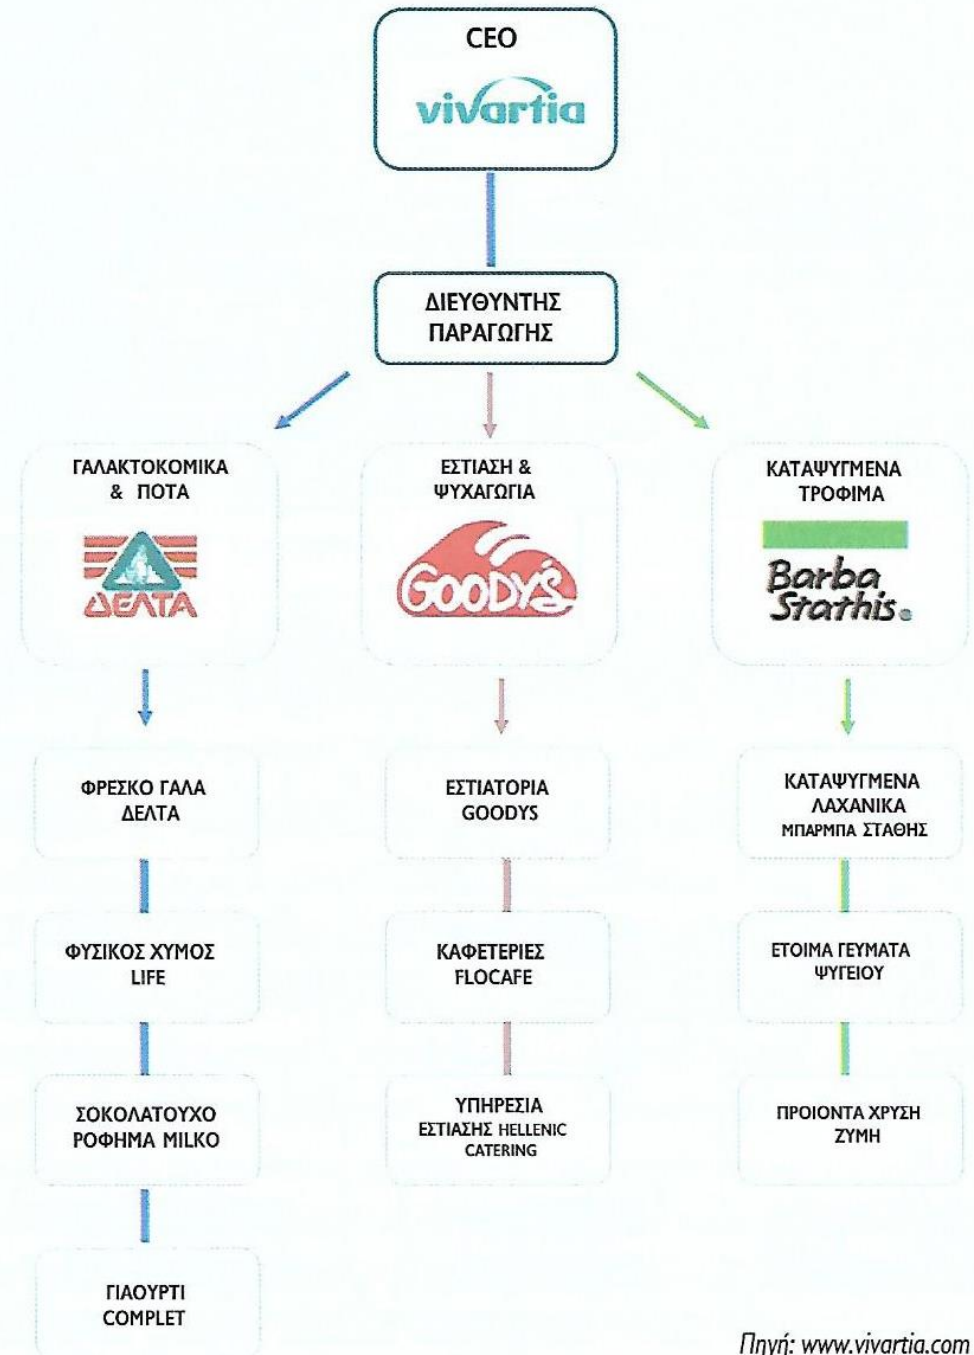 CEO
vivartia
ΔΙΕΥΘΥΝΤΗΣ
ΠΑΡΑΓΩΓΗΣ
ΓΑΛΑΚΤΟΚΟΜΙΚΑ
& ΠΟΤΑ
ΔΕΛΤΑ
ΕΣΤΙΑΣΗ &
ΨΥΧΑΓΩΓΙΑ
GOODY'S
ΚΑΤΑΨΥΓΜΕΝΑ
ΤΡΟΦΙΜΑ
Barba
Stathis.
ΦΡΕΣΚΟ ΓΑΛΑ
ΔΕΛΤΑ
ΦΥΣΙΚΟΣ ΧΥΜΟΣ
LIFE
ΣΟΚΟΛΑΤΟΥΧΟ
ΡΟΦΗΜΑ MILKO
ΓΙΑΟΥΡΤΙ
COMPLET
ΕΣΤΙΑΤΟΡΙΑ
GOODYS
ΚΑΦΕΤΕΡΙΕΣ
FLOCAFE
ΥΠΗΡΕΣΙΑ
ΕΣΤΙΑΣΗΣ HELLENIC
CATERING
ΚΑΤΑΨΥΓΜΕΝΑ
ΛΑΧΑΝΙΚΑ
ΜΠΑΡΜΠΑ ΣΤΑΘΗΣ
ΕΤΟΙΜΑ ΓΕΥΜΑΤΑ
ΨΥΓΕΙΟΥ
ΠΡΟΙΟΝΤΑ ΧΡΥΣΗ
ΖΥΜΗ
Πηγή: www.vivartia.com